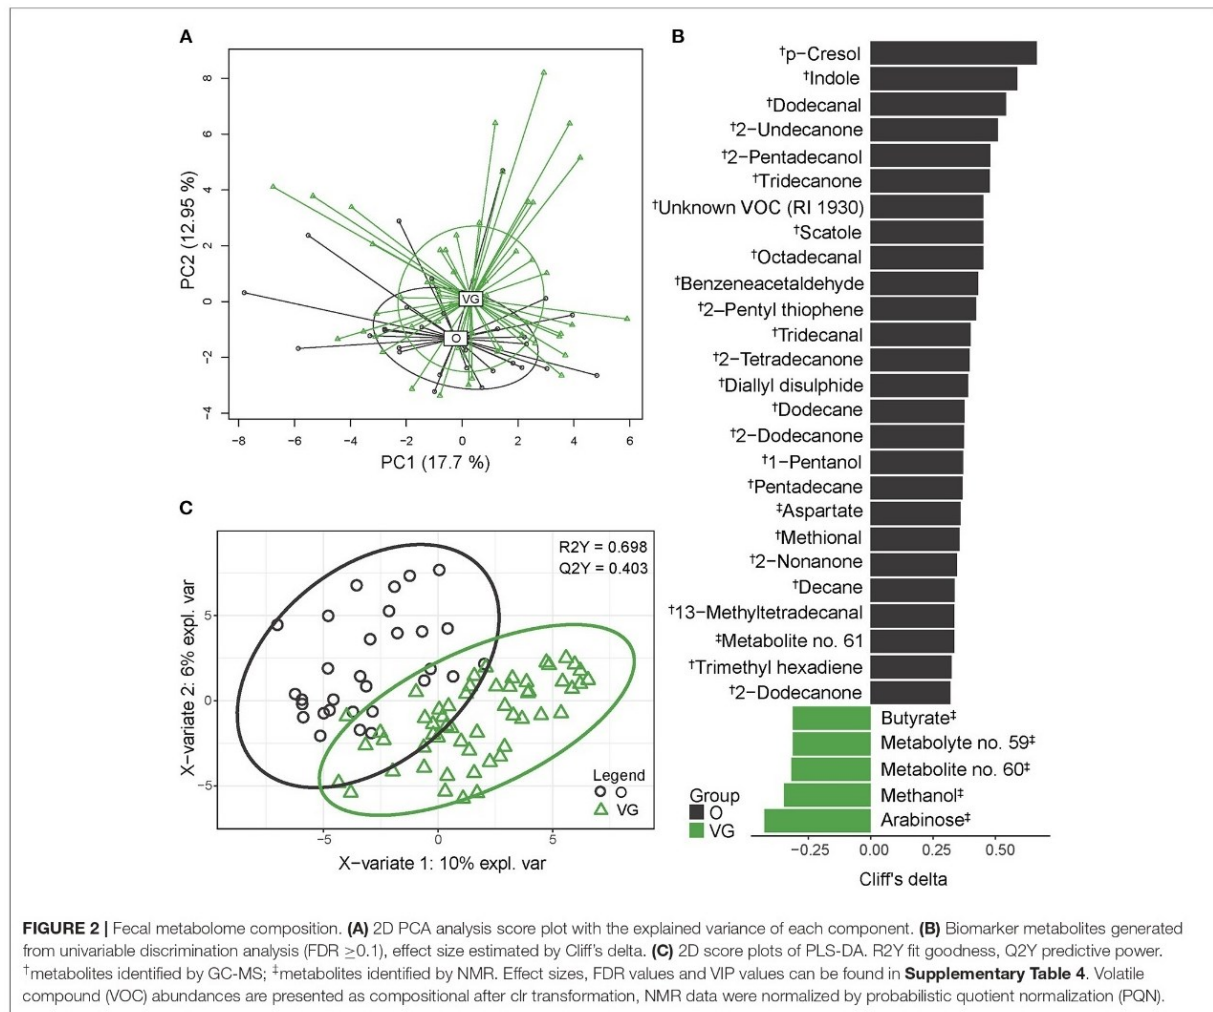 A
8
6
4
2
0
−2
−4
PC2 (12.95 %)
VG
O
−8
−6
−4
−2
0
2
4
6
PC1 (17.7 %)
B
†p−Cresol
†Indole
†Dodecanal
†2−Undecanone
†2−Pentadecanol
†Tridecanone
†Unknown VOC (RI 1930)
†Scatole
†Octadecanal
†Benzeneacetaldehyde
†2−Pentyl thiophene
†Tridecanal
†2−Tetradecanone
†Diallyl disulphide
†Dodecane
†2−Dodecanone
†1−Pentanol
†Pentadecane
‡Aspartate
†Methional
†2−Nonanone
†Decane
†13−Methyltetradecanal
‡Metabolite no. 61
†Trimethyl hexadiene
†2−Dodecanone
Butyrate‡
Metabolyte no. 59‡
Metabolite no. 60‡
Methanol‡
Arabinose‡
Group
O
VG
−0.25
0.00
0.25
0.50
Cliff's delta
C
R2Y = 0.698
Q2Y = 0.403
X−variate 2: 6% expl. var
5
0
−5
Legend
O
VG
−5
0
5
X−variate 1: 10% expl. var
FIGURE 2 | Fecal metabolome composition. (A) 2D PCA analysis score plot with the explained variance of each component. (B) Biomarker metabolites generated
from univariable discrimination analysis (FDR ≥0.1), effect size estimated by Cliff's delta. (C) 2D score plots of PLS-DA. R2Y fit goodness, Q2Y predictive power.
†metabolites identified by GC-MS; ‡metabolites identified by NMR. Effect sizes, FDR values and VIP values can be found in Supplementary Table 4. Volatile
compound (VOC) abundances are presented as compositional after clr transformation, NMR data were normalized by probabilistic quotient normalization (PQN).